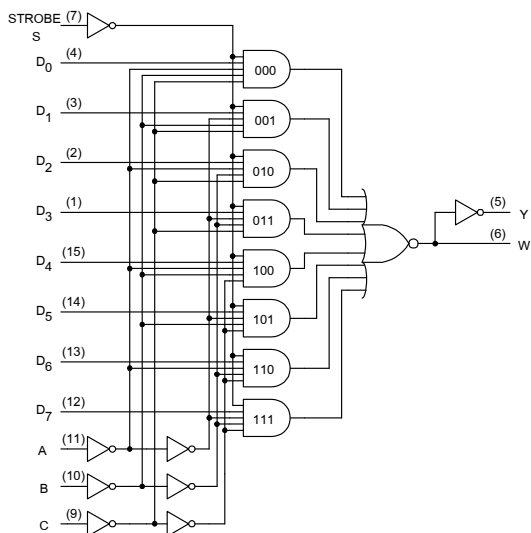 STROBE (7)
S
D0 (4)
000
D1 (3)
001
D2 (2)
010
D3 (1)
011
(5)
Y
(6)
W
D4 (15)
100
D5 (14)
101
D6 (13)
110
D7 (12)
111
A (11)
B (10)
C (9)